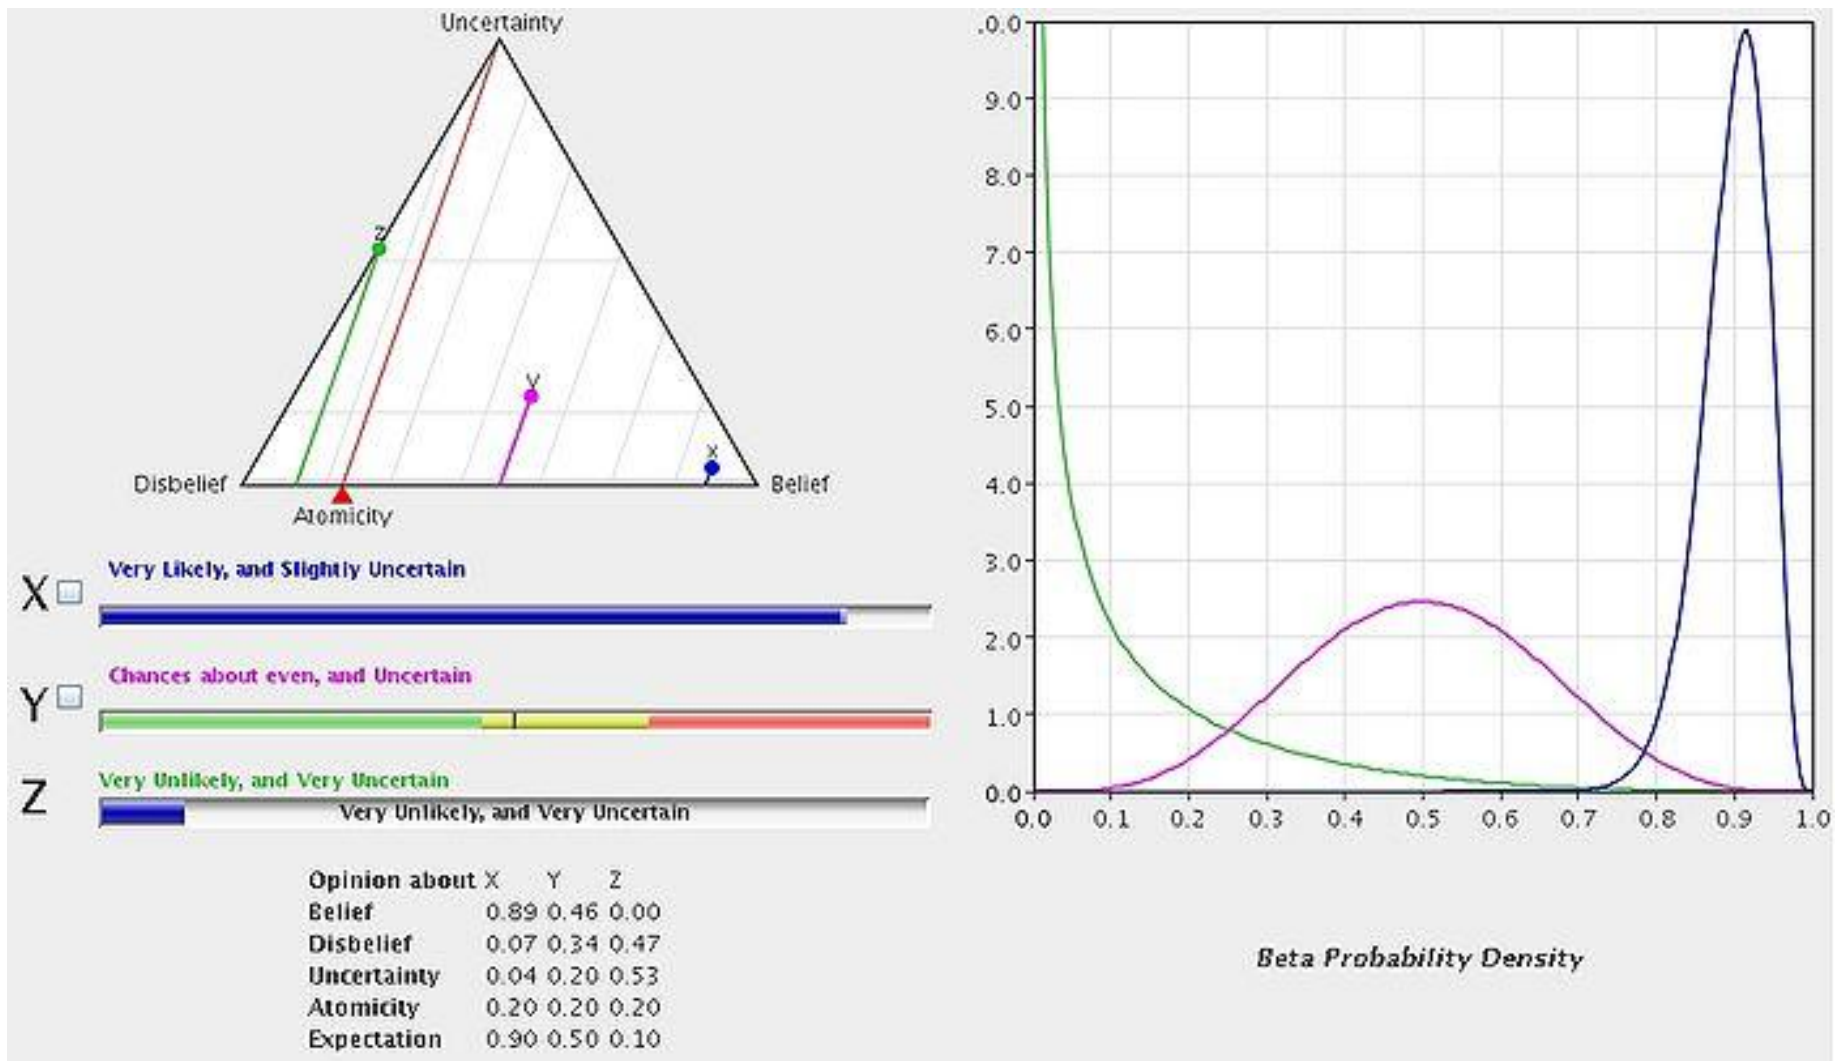 Uncertainty
Z
Y
X
Disbelief
Belief
Atomicity
X
Very Likely, and Slightly Uncertain
Y
Chances about even, and Uncertain
Z
Very Unlikely, and Very Uncertain
Very Unlikely, and Very Uncertain
Opinion about X Y Z
Belief 0.89 0.46 0.00
Disbelief 0.07 0.34 0.47
Uncertainty 0.04 0.20 0.53
Atomicity 0.20 0.20 0.20
Expectation 0.90 0.50 0.10
.0.0
9.0
8.0
7.0
6.0
5.0
4.0
3.0
2.0
1.0
0.0
0.0 0.1 0.2 0.3 0.4 0.5 0.6 0.7 0.8 0.9 1.0
Beta Probability Density